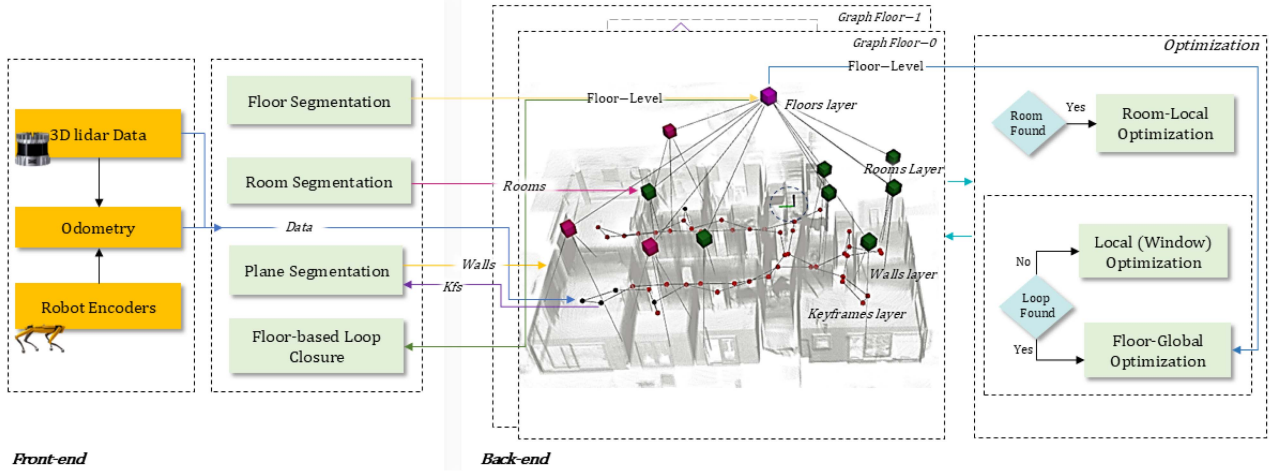 Graph Floor−1
Graph Floor−0
Optimization
3D lidar Data
Odometry
Robot Encoders
Floor Segmentation
Room Segmentation
Plane Segmentation
Floor-based Loop
Closure
Data
Floor−Level
Rooms
Walls
Kfs
Floor−Level
Floors layer
Rooms Layer
Walls layer
Keyframes layer
Room
Found
Yes
Room-Local
Optimization
Loop
Found
No
Local (Window)
Optimization
Yes
Floor-Global
Optimization
Front-end
Back-end